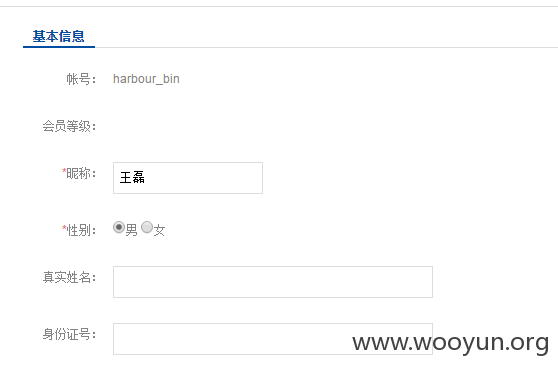 基本信息
帐号： harbour_bin
会员等级：
*昵称： 王磊
*性别： 男 女
真实姓名：
身份证号：
www.wooyun.org